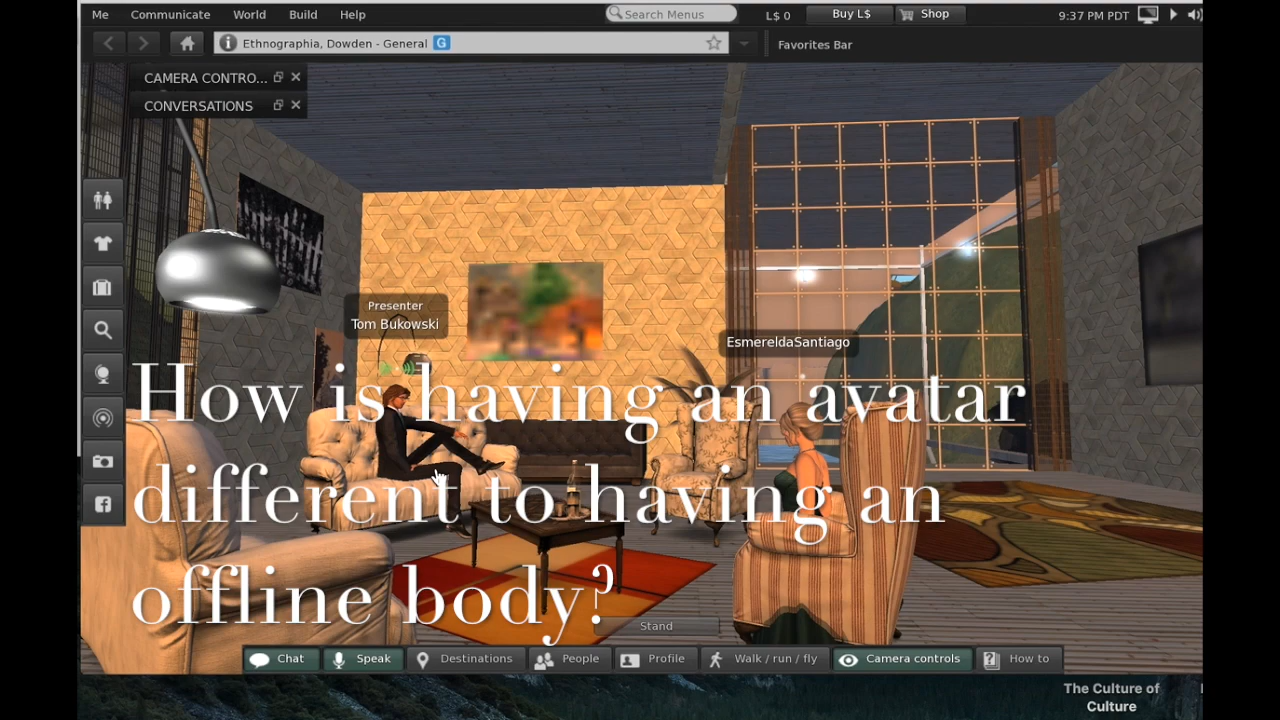 Me Communicate World Build Help Search Menus L$ 0 Buy L$ Shop 9:37 PM PDT
Ethnographia, Dowden - General G Favorites Bar
CAMERA CONTRO...
CONVERSATIONS
Presenter
Tom Bukowski
EsmereldaSantiago
How is having an avatar
different to having an
offline body?
Stand
Chat Speak Destinations People Profile Walk / run / fly Camera controls How to
The Culture of
Culture